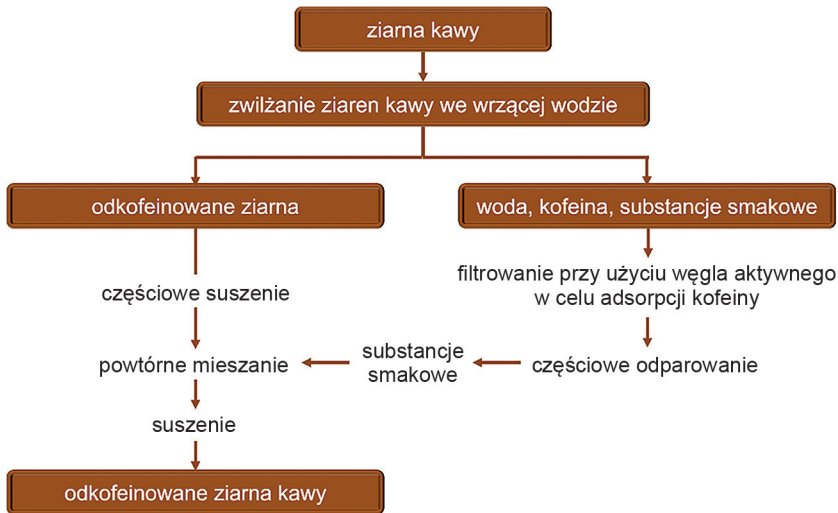 ziarna kawy
zwilżanie ziaren kawy we wrzącej wodzie
odkofeinowane ziarna
woda, kofeina, substancje smakowe
częściowe suszenie
filtrowanie przy użyciu węgla aktywnego
w celu adsorpcji kofeiny
powtórne mieszanie
substancje
smakowe
częściowe odparowanie
suszenie
odkofeinowane ziarna kawy